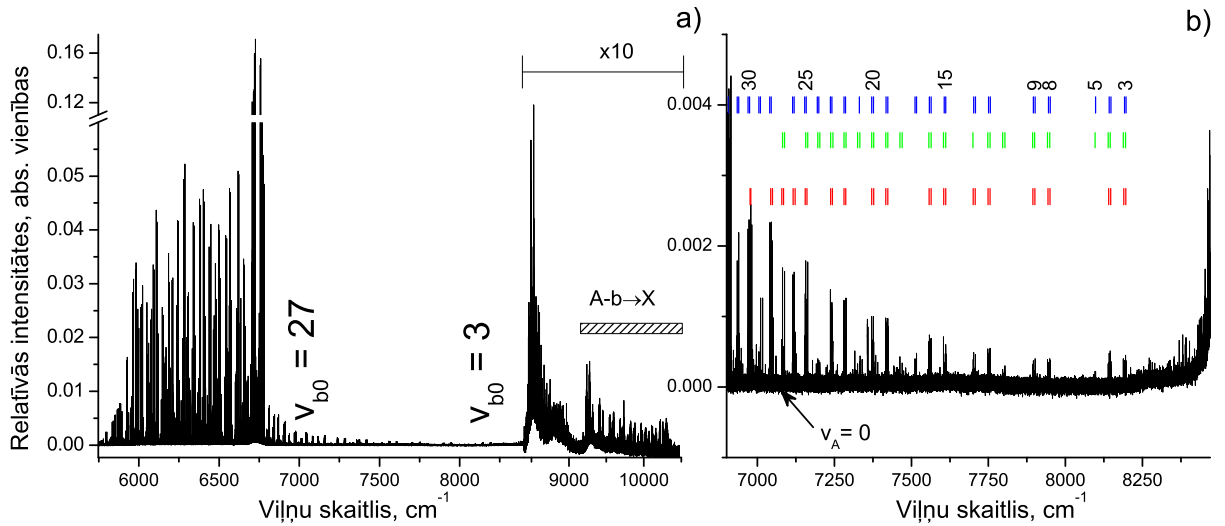 a)
x10
Relatīvās intensitātes, abs. vienības
0.16
0.12
0.05
0.04
0.03
0.02
0.01
0.00
v_b0 = 27
v_b0 = 3
A-b→X
6000 6500 7000 7500 8000 9000 10000
Viļņu skaitlis, cm⁻¹
b)
30 25 20 15 9 8 5 3
0.004
0.002
0.000
v_A = 0
7000 7250 7500 7750 8000 8250
Viļņu skaitlis, cm⁻¹